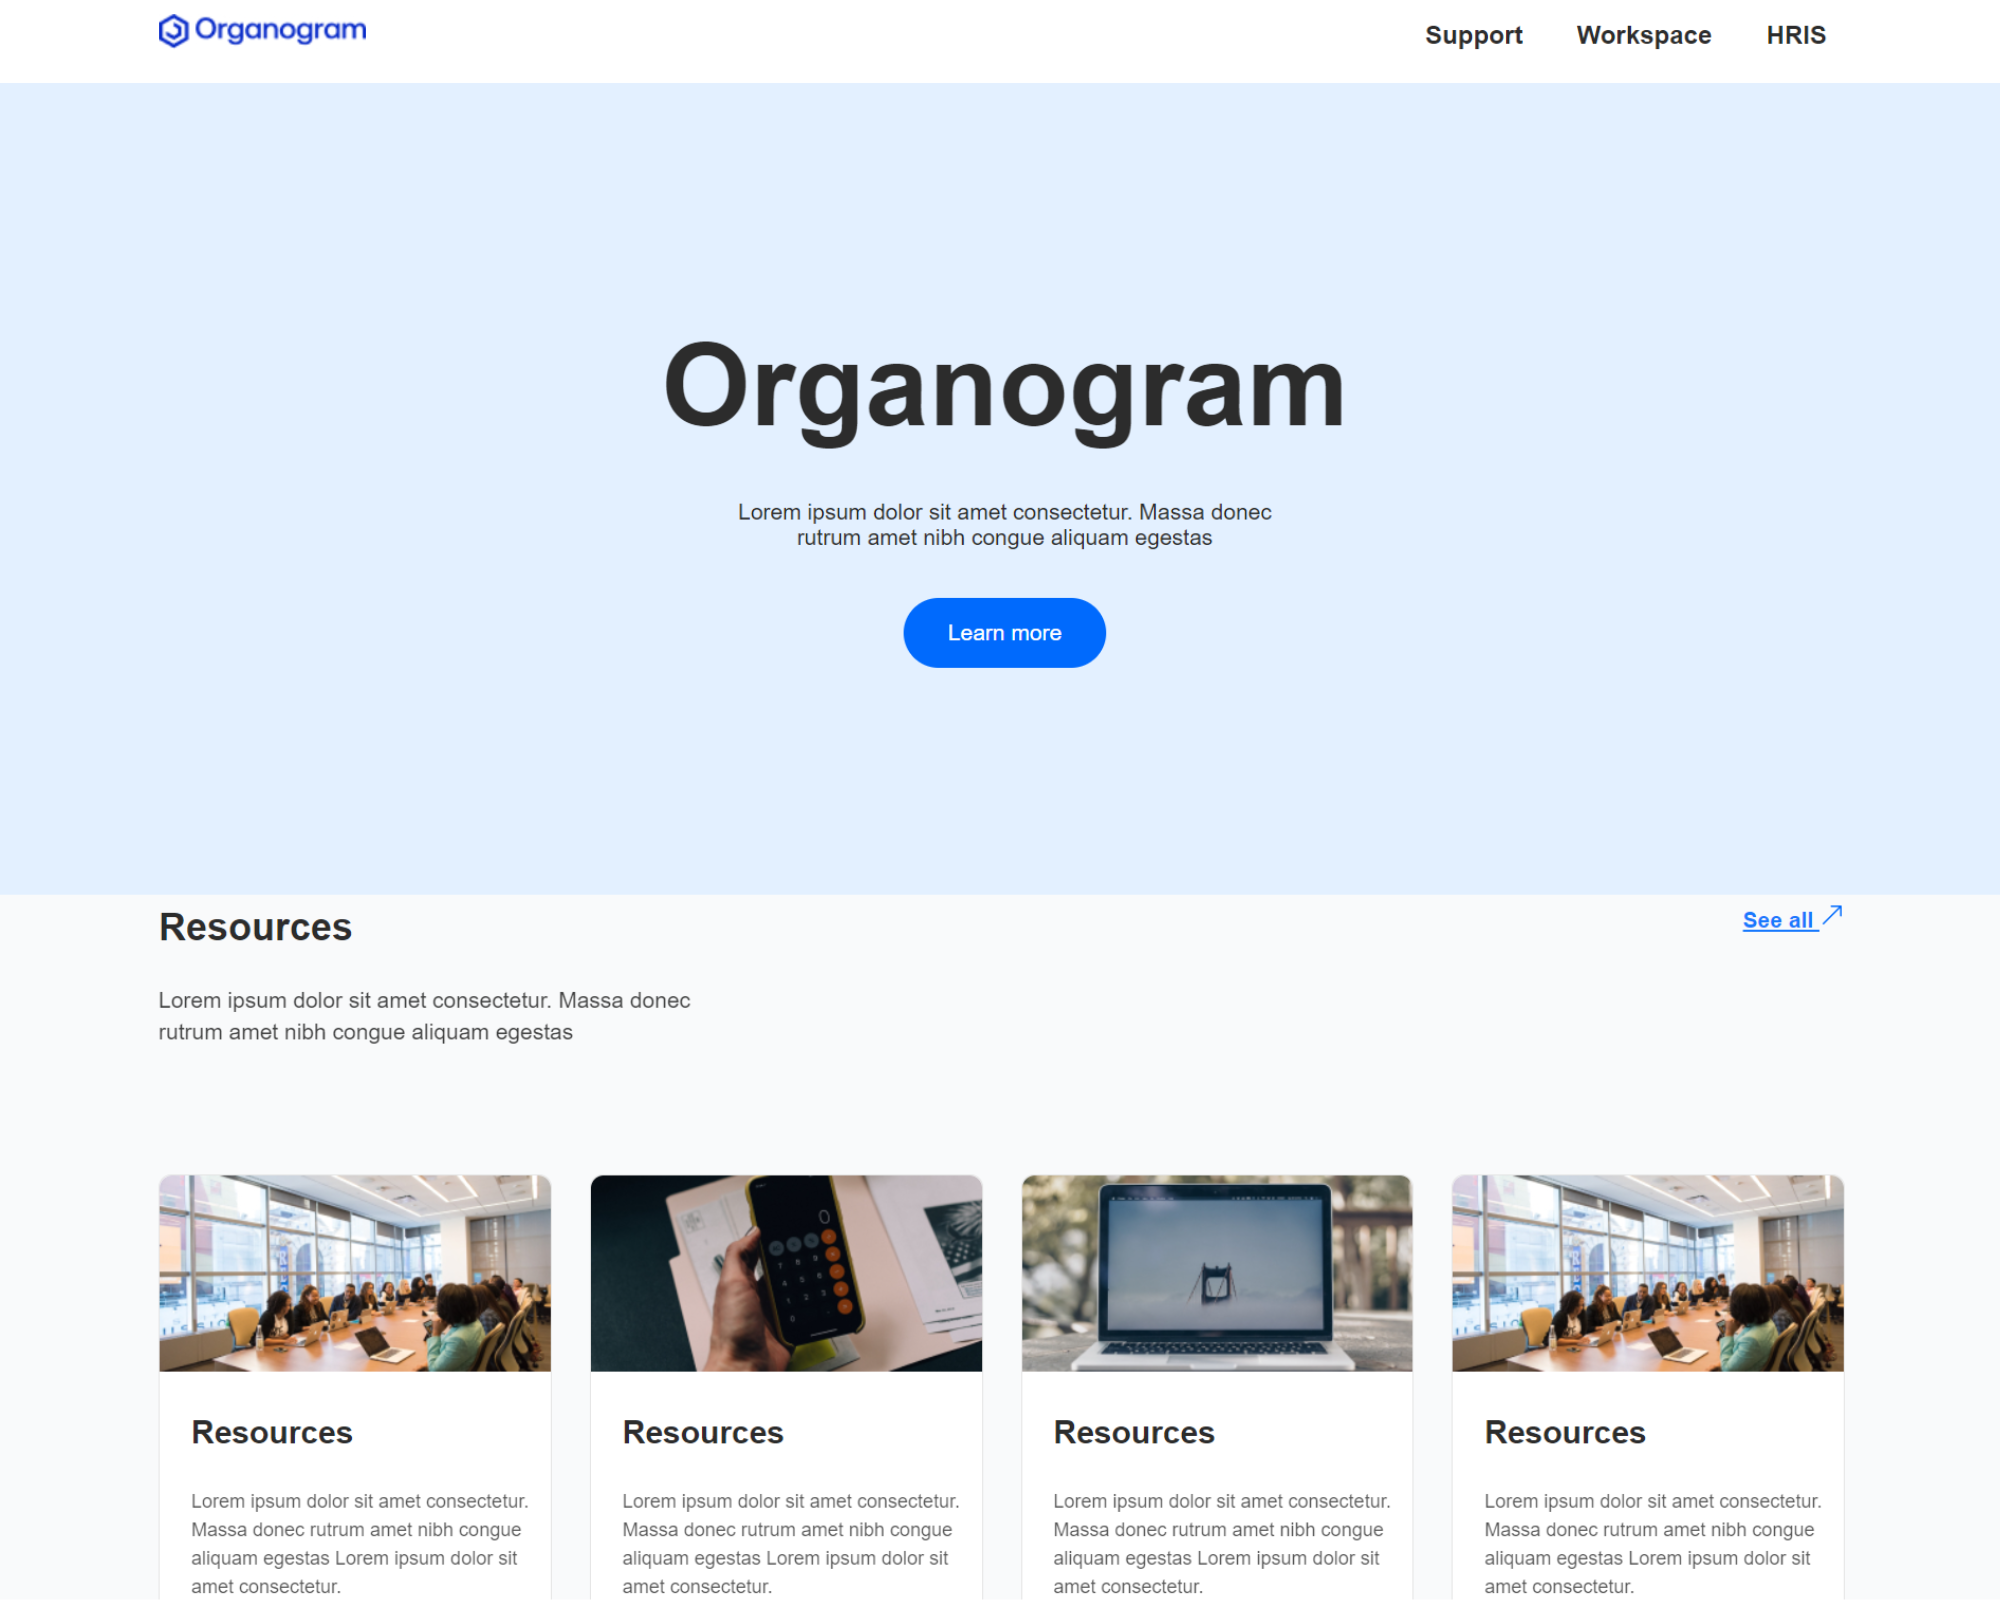 Organogram
Support Workspace HRIS
Organogram
Lorem ipsum dolor sit amet consectetur. Massa donec
rutrum amet nibh congue aliquam egestas
Learn more
Resources
See all
Lorem ipsum dolor sit amet consectetur. Massa donec
rutrum amet nibh congue aliquam egestas
Resources
Lorem ipsum dolor sit amet consectetur.
Massa donec rutrum amet nibh congue
aliquam egestas Lorem ipsum dolor sit
amet consectetur.
Resources
Lorem ipsum dolor sit amet consectetur.
Massa donec rutrum amet nibh congue
aliquam egestas Lorem ipsum dolor sit
amet consectetur.
Resources
Lorem ipsum dolor sit amet consectetur.
Massa donec rutrum amet nibh congue
aliquam egestas Lorem ipsum dolor sit
amet consectetur.
Resources
Lorem ipsum dolor sit amet consectetur.
Massa donec rutrum amet nibh congue
aliquam egestas Lorem ipsum dolor sit
amet consectetur.